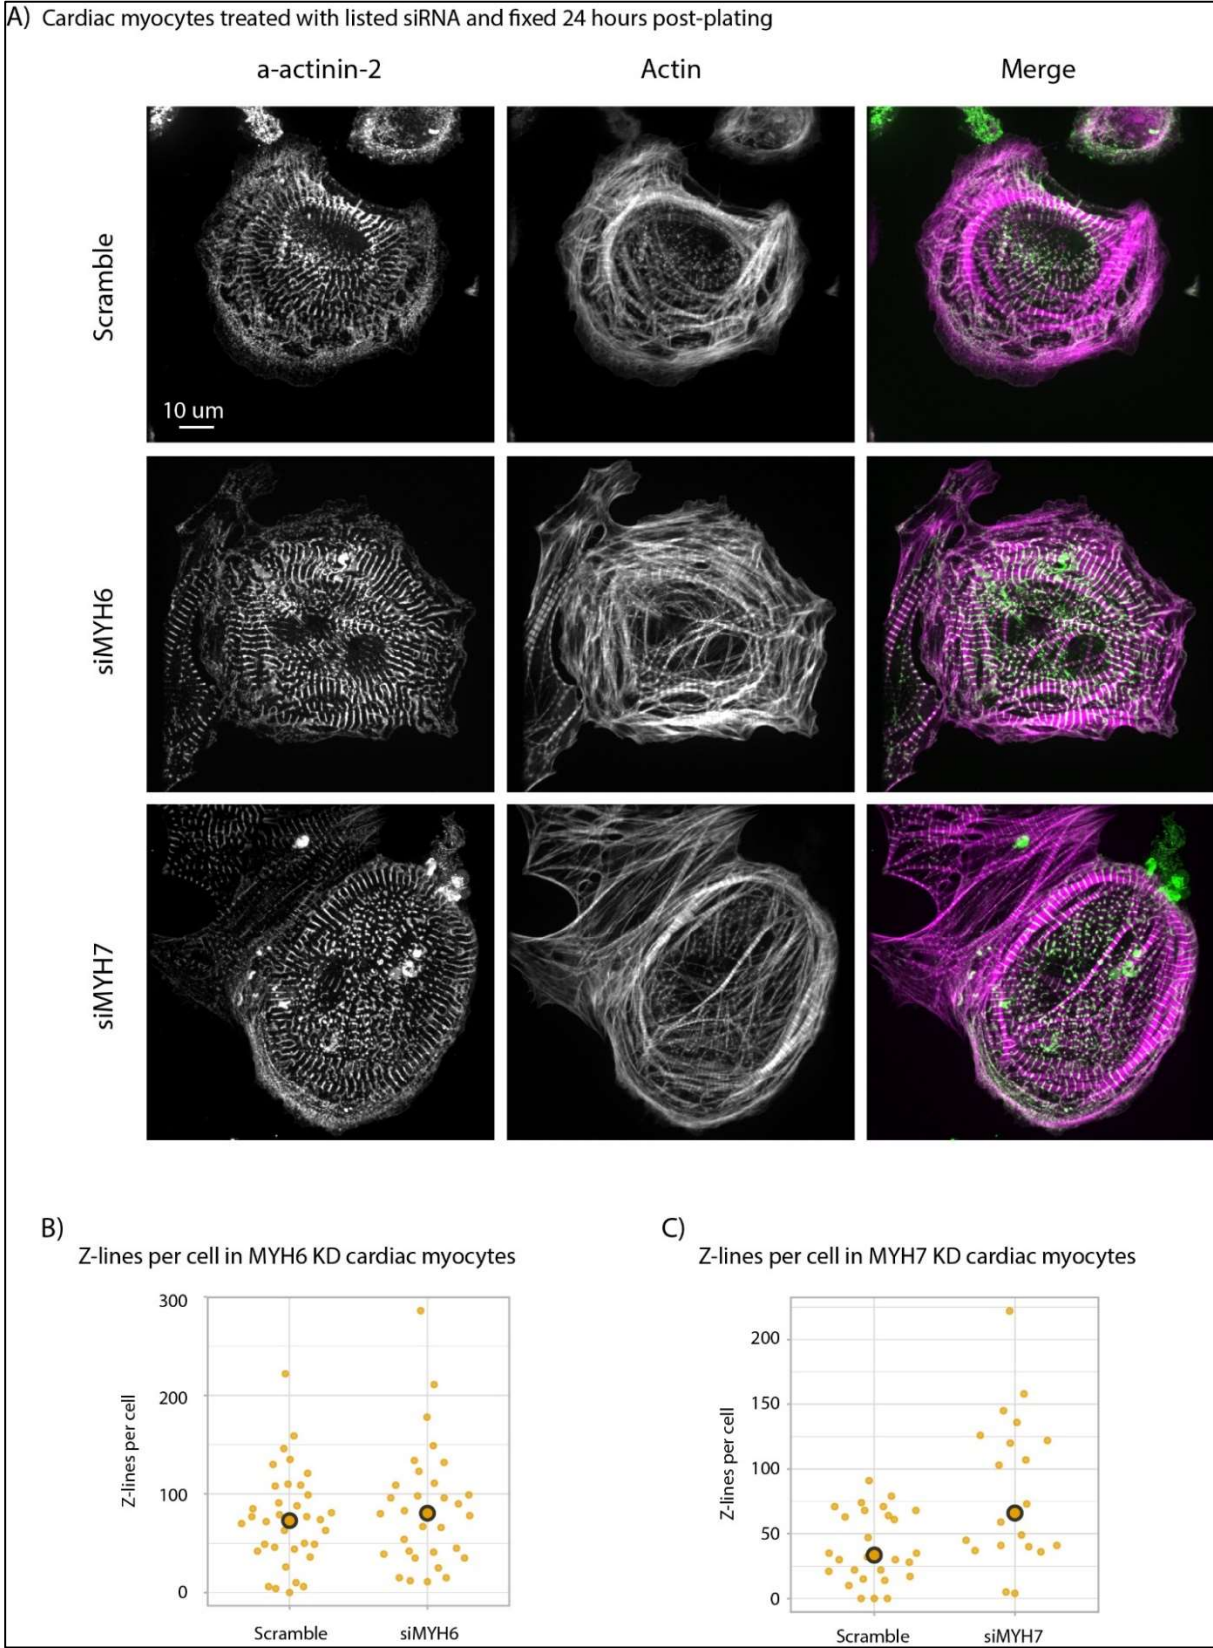 A) Cardiac myocytes treated with listed siRNA and fixed 24 hours post-plating
a-actinin-2 Actin Merge
Scramble
10 um
siMYH6
siMYH7
B)
Z-lines per cell in MYH6 KD cardiac myocytes
300
200
100
0
Z-lines per cell
Scramble siMYH6
C)
Z-lines per cell in MYH7 KD cardiac myocytes
200
150
100
50
0
Z-lines per cell
Scramble siMYH7